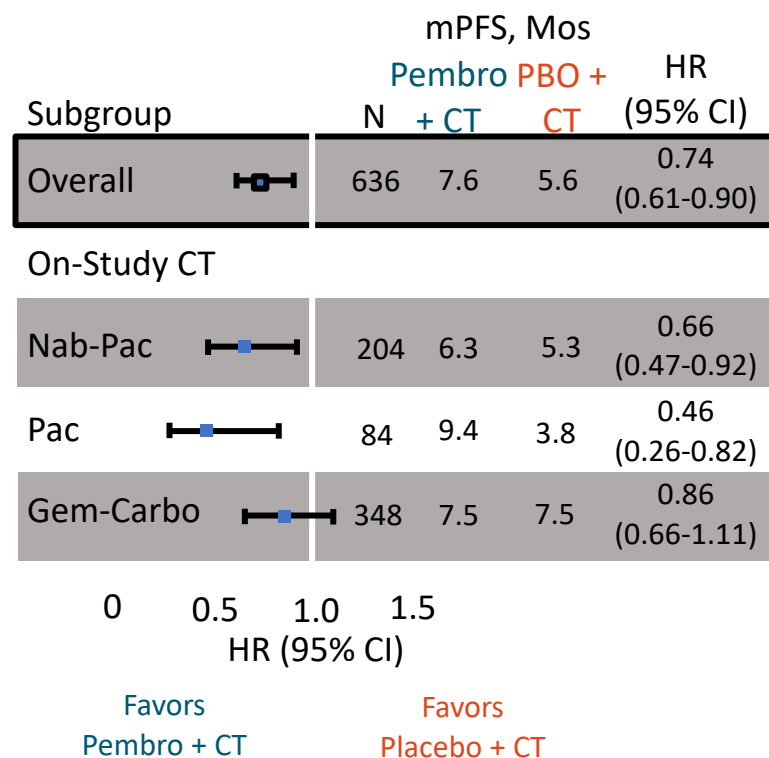 mPFS, Mos
Subgroup N Pembro + CT PBO + CT HR (95% CI)
Overall 636 7.6 5.6 0.74 (0.61-0.90)
On-Study CT
Nab-Pac 204 6.3 5.3 0.66 (0.47-0.92)
Pac 84 9.4 3.8 0.46 (0.26-0.82)
Gem-Carbo 348 7.5 7.5 0.86 (0.66-1.11)
0 0.5 1.0 1.5
HR (95% CI)
Favors Pembro + CT
Favors Placebo + CT